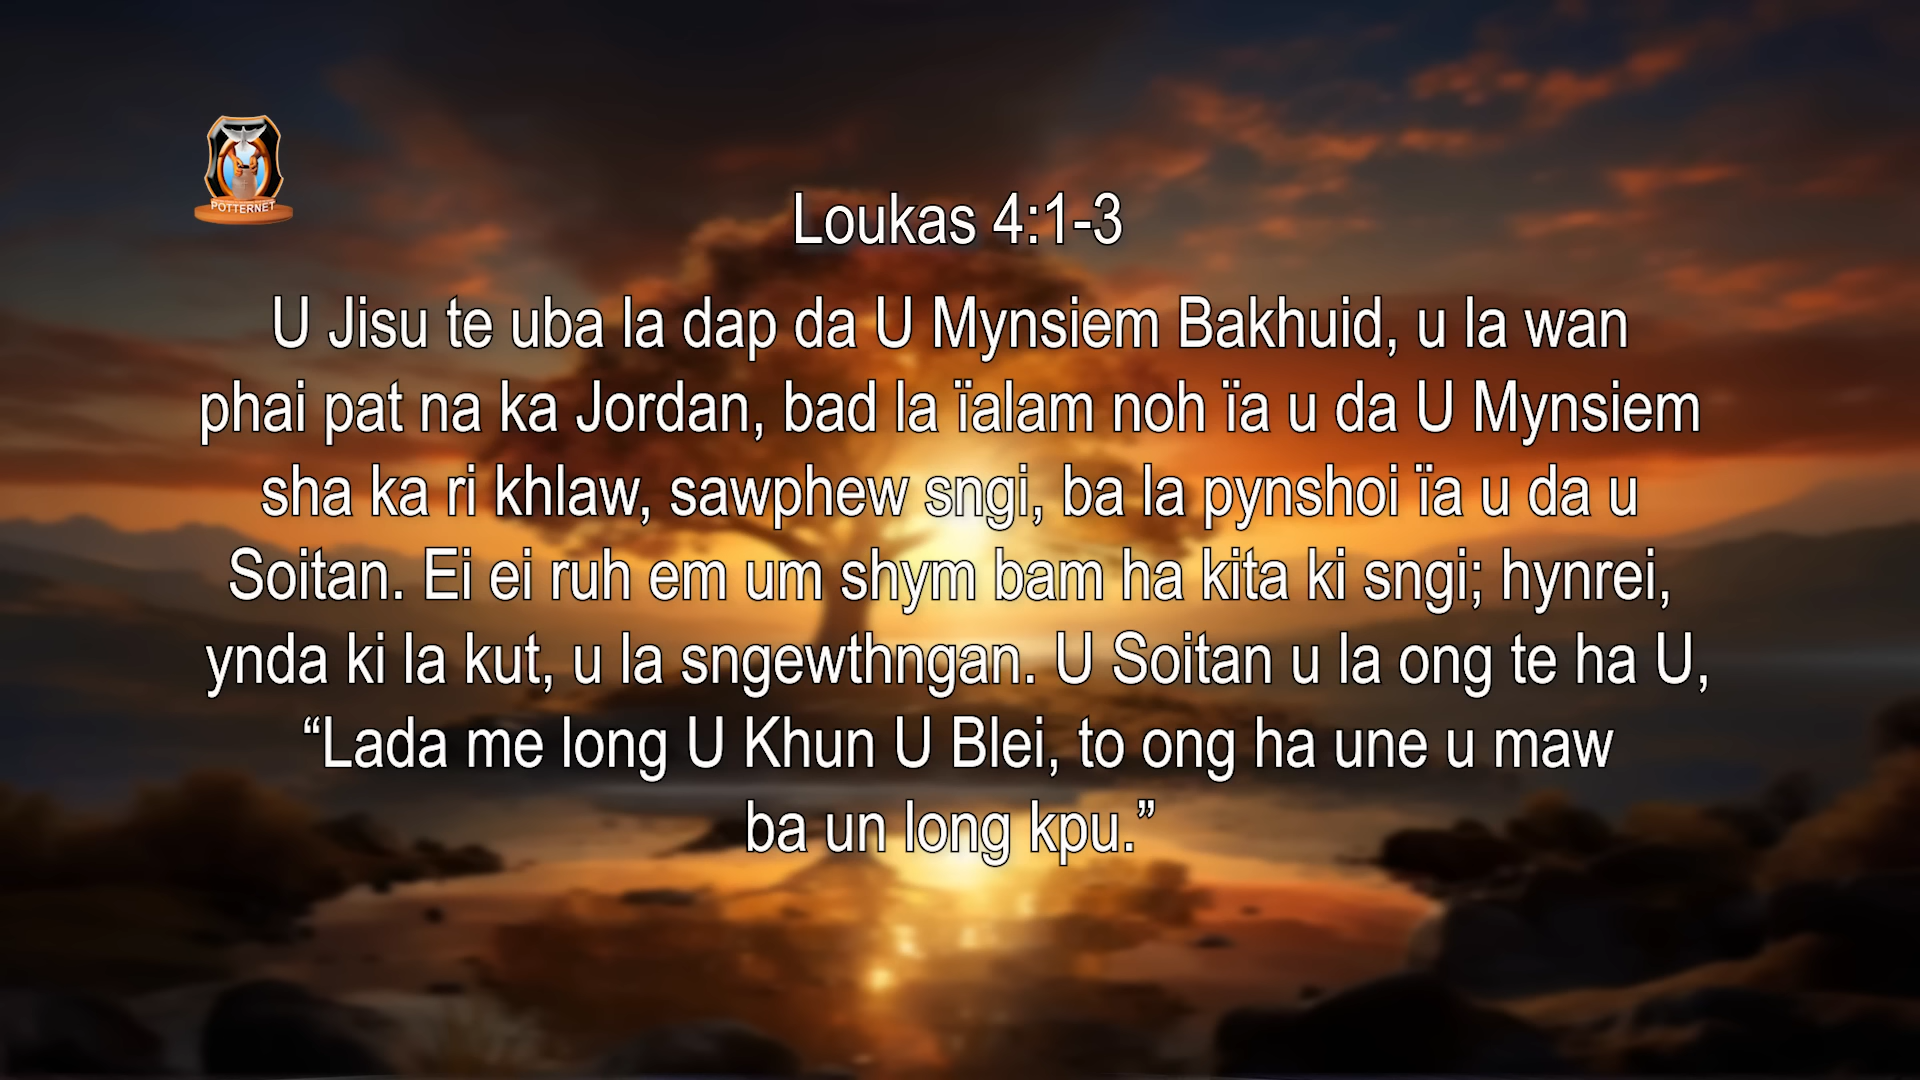 POTTERNET
Loukas 4:1-3
U Jisu te uba la dap da U Mynsiem Bakhuid, u la wan
phai pat na ka Jordan, bad la ïalam noh ïa u da U Mynsiem
sha ka ri khlaw, sawphew sngi, ba la pynshoi ïa u da u
Soitan. Ei ei ruh em um shym bam ha kita ki sngi; hynrei,
ynda ki la kut, u la sngewthngan. U Soitan u la ong te ha U,
“Lada me long U Khun U Blei, to ong ha une u maw
ba un long kpu.”